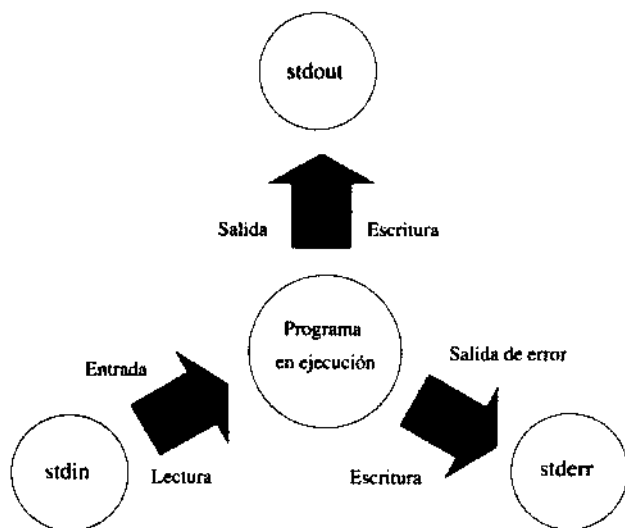 stdout
Salida
Escritura
Programa
en ejecución
Entrada
Salida de error
stdin
Lectura
Escritura
stderr